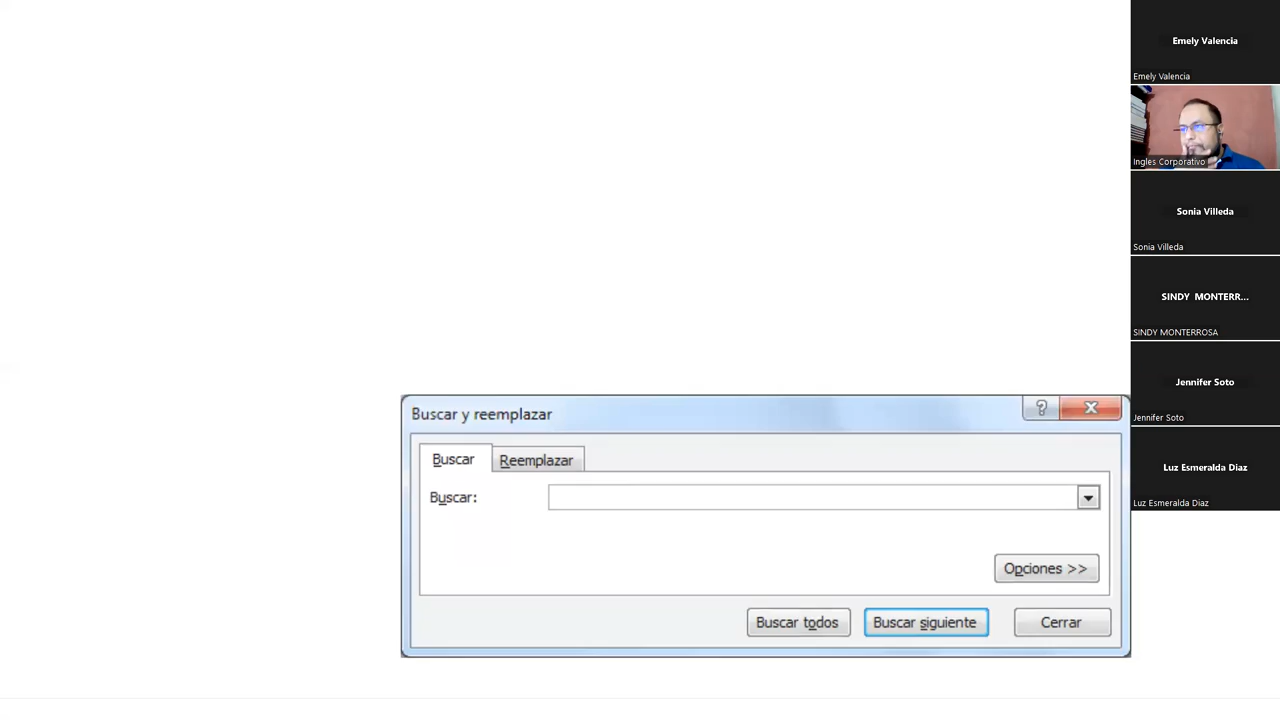 Emely Valencia
Emely Valencia
Ingles Corporativo
Sonia Villeda
Sonia Villeda
SINDY MONTERR...
SINDY MONTERROSA
Jennifer Soto
Jennifer Soto
Luz Esmeralda Diaz
Luz Esmeralda Diaz
Buscar y reemplazar
Buscar Reemplazar
Buscar:
Opciones >>
Buscar todos Buscar siguiente Cerrar